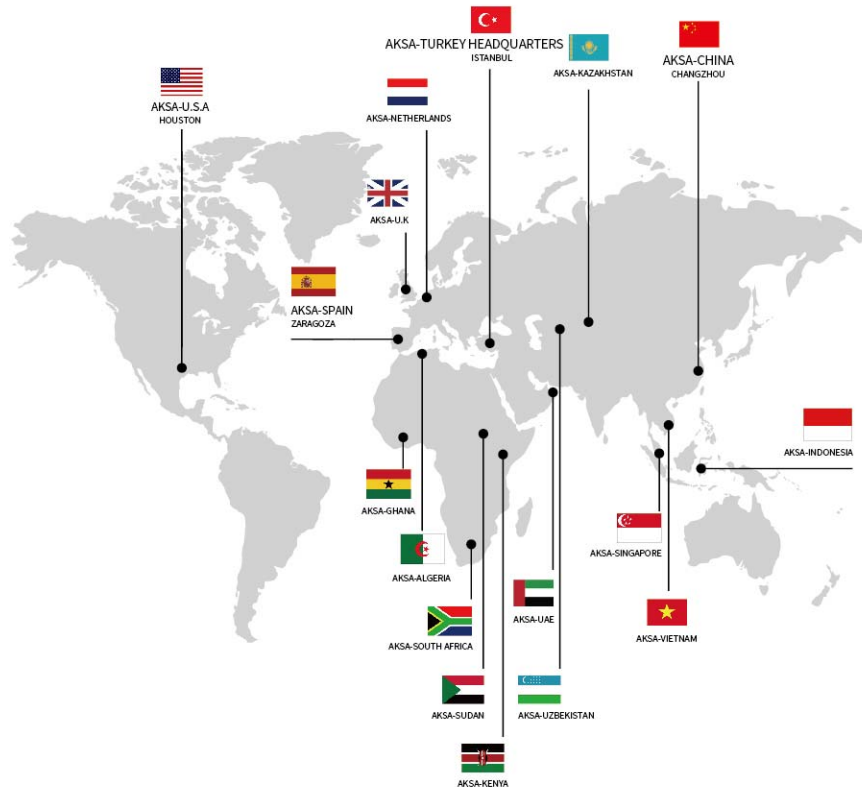 AKSA-TURKEY HEADQUARTERS
ISTANBUL
AKSA-KAZAKHSTAN
AKSA-CHINA
CHANGZHOU
AKSA-U.S.A
HOUSTON
AKSA-NETHERLANDS
AKSA-U.K
AKSA-SPAIN
ZARAGOZA
AKSA-INDONESIA
AKSA-GHANA
AKSA-SINGAPORE
AKSA-ALGERIA
AKSA-UAE
AKSA-VIETNAM
AKSA-SOUTH AFRICA
AKSA-SUDAN
AKSA-UZBEKISTAN
AKSA-KENYA